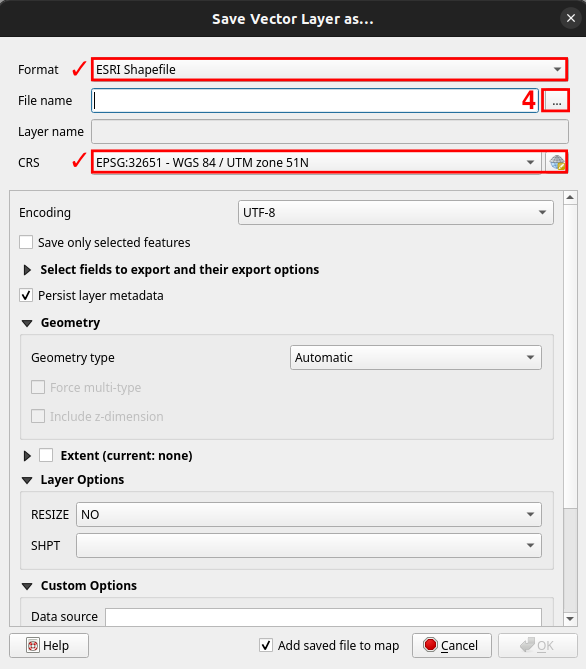 Save Vector Layer as…
Format ✓ ESRI Shapefile
File name 4 ...
Layer name
CRS ✓ EPSG:32651 - WGS 84 / UTM zone 51N
Encoding UTF-8
Save only selected features
Select fields to export and their export options
Persist layer metadata
Geometry
Geometry type Automatic
Force multi-type
Include z-dimension
Extent (current: none)
Layer Options
RESIZE NO
SHPT
Custom Options
Data source
Help Add saved file to map Cancel OK